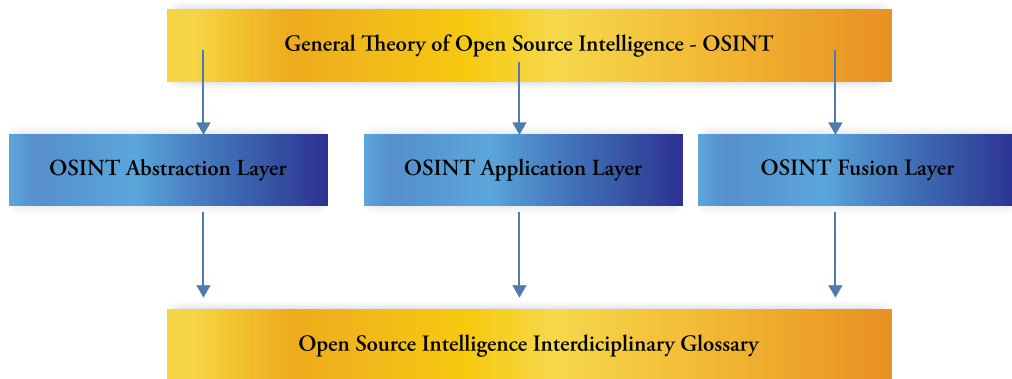 General Theory of Open Source Intelligence - OSINT
OSINT Abstraction Layer
OSINT Application Layer
OSINT Fusion Layer
Open Source Intelligence Interdiciplinary Glossary